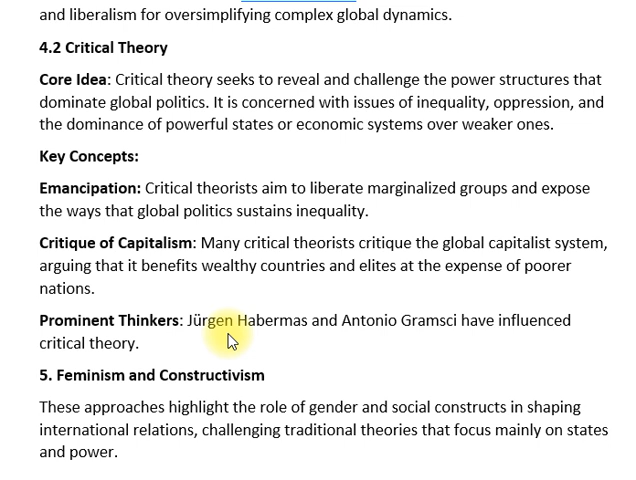 and liberalism for oversimplifying complex global dynamics.
4.2 Critical Theory
Core Idea: Critical theory seeks to reveal and challenge the power structures that
dominate global politics. It is concerned with issues of inequality, oppression, and
the dominance of powerful states or economic systems over weaker ones.
Key Concepts:
Emancipation: Critical theorists aim to liberate marginalized groups and expose
the ways that global politics sustains inequality.
Critique of Capitalism: Many critical theorists critique the global capitalist system,
arguing that it benefits wealthy countries and elites at the expense of poorer
nations.
Prominent Thinkers: Jürgen Habermas and Antonio Gramsci have influenced
critical theory.
5. Feminism and Constructivism
These approaches highlight the role of gender and social constructs in shaping
international relations, challenging traditional theories that focus mainly on states
and power.